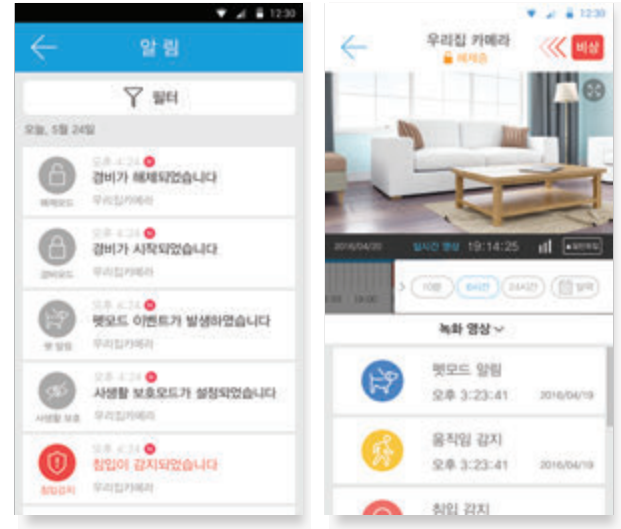 12:30
알림
필터
오늘, 5월 24일
오후 4:24 N
경비가 해제되었습니다
해제모드
우리집카메라
오후 4:24 N
경비가 시작되었습니다
경비모드
우리집카메라
오후 4:24 N
펫모드 이벤트가 발생하였습니다
펫 알림
우리집카메라
오후 4:24 N
사생활 보호모드가 설정되었습니다
사생활 보호
우리집카메라
오후 4:24 N
침입이 감지되었습니다
침입감지
우리집카메라
12:30
우리집 카메라
해제중
비상
2016/04/20 실시간 영상 19:14:25
19:00
10분 6시간 24시간 달력
녹화 영상
펫모드 알림
오후 3:23:41 2016/04/19
움직임 감지
오후 3:23:41 2016/04/19
침입 감지